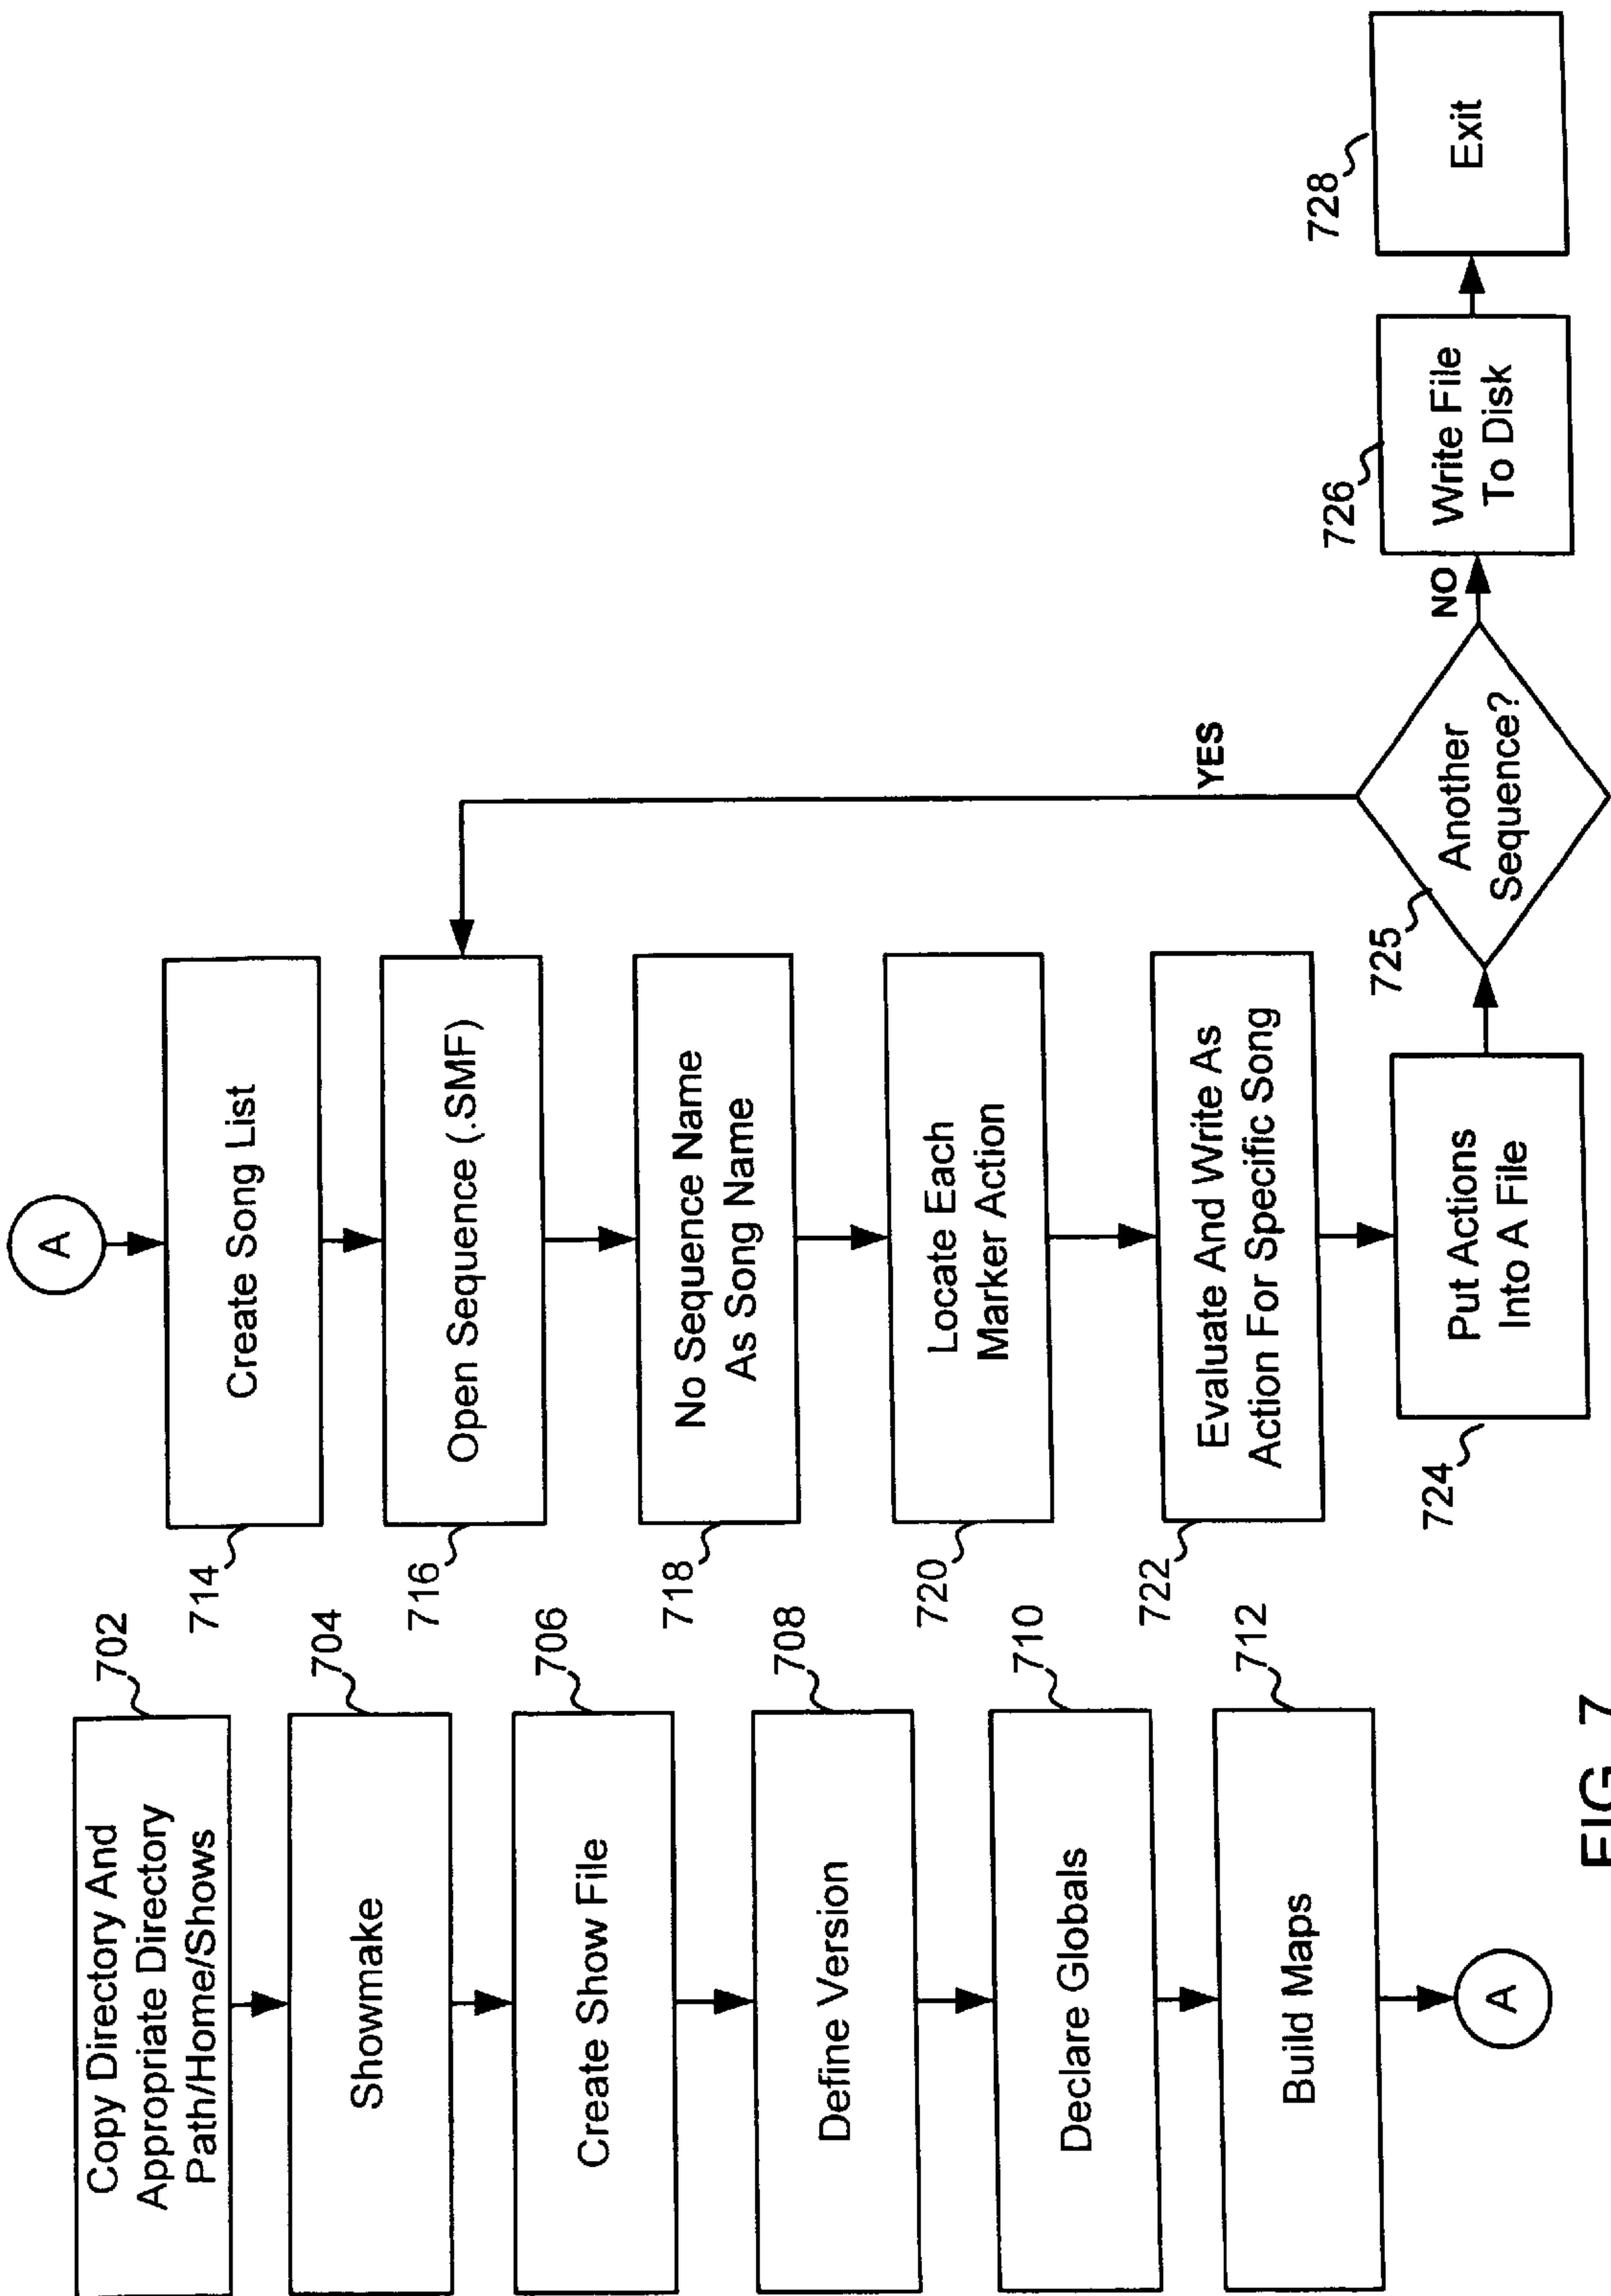 Copy Directory And
Appropriate Directory
Path/Home/Shows
702
Showmake
704
Create Show File
706
Define Version
708
Declare Globals
710
Build Maps
712
A
A
Create Song List
714
Open Sequence (.SMF)
716
No Sequence Name
As Song Name
718
Locate Each
Marker Action
720
Evaluate And Write As
Action For Specific Song
722
Put Actions
Into A File
724
Another
Sequence?
725
YES
NO
Write File
To Disk
726
Exit
728
FIG. 7